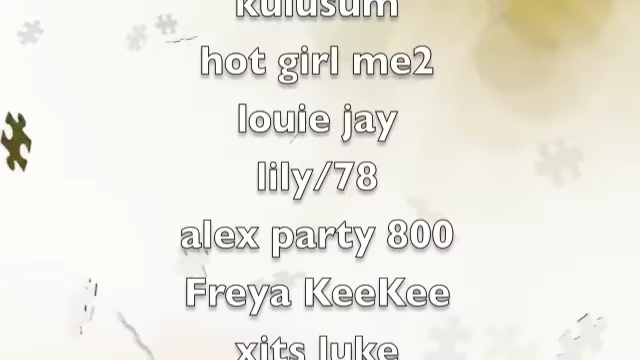 kulusum
hot girl me2
louie jay
lily/78
alex party 800
Freya KeeKee
xits luke